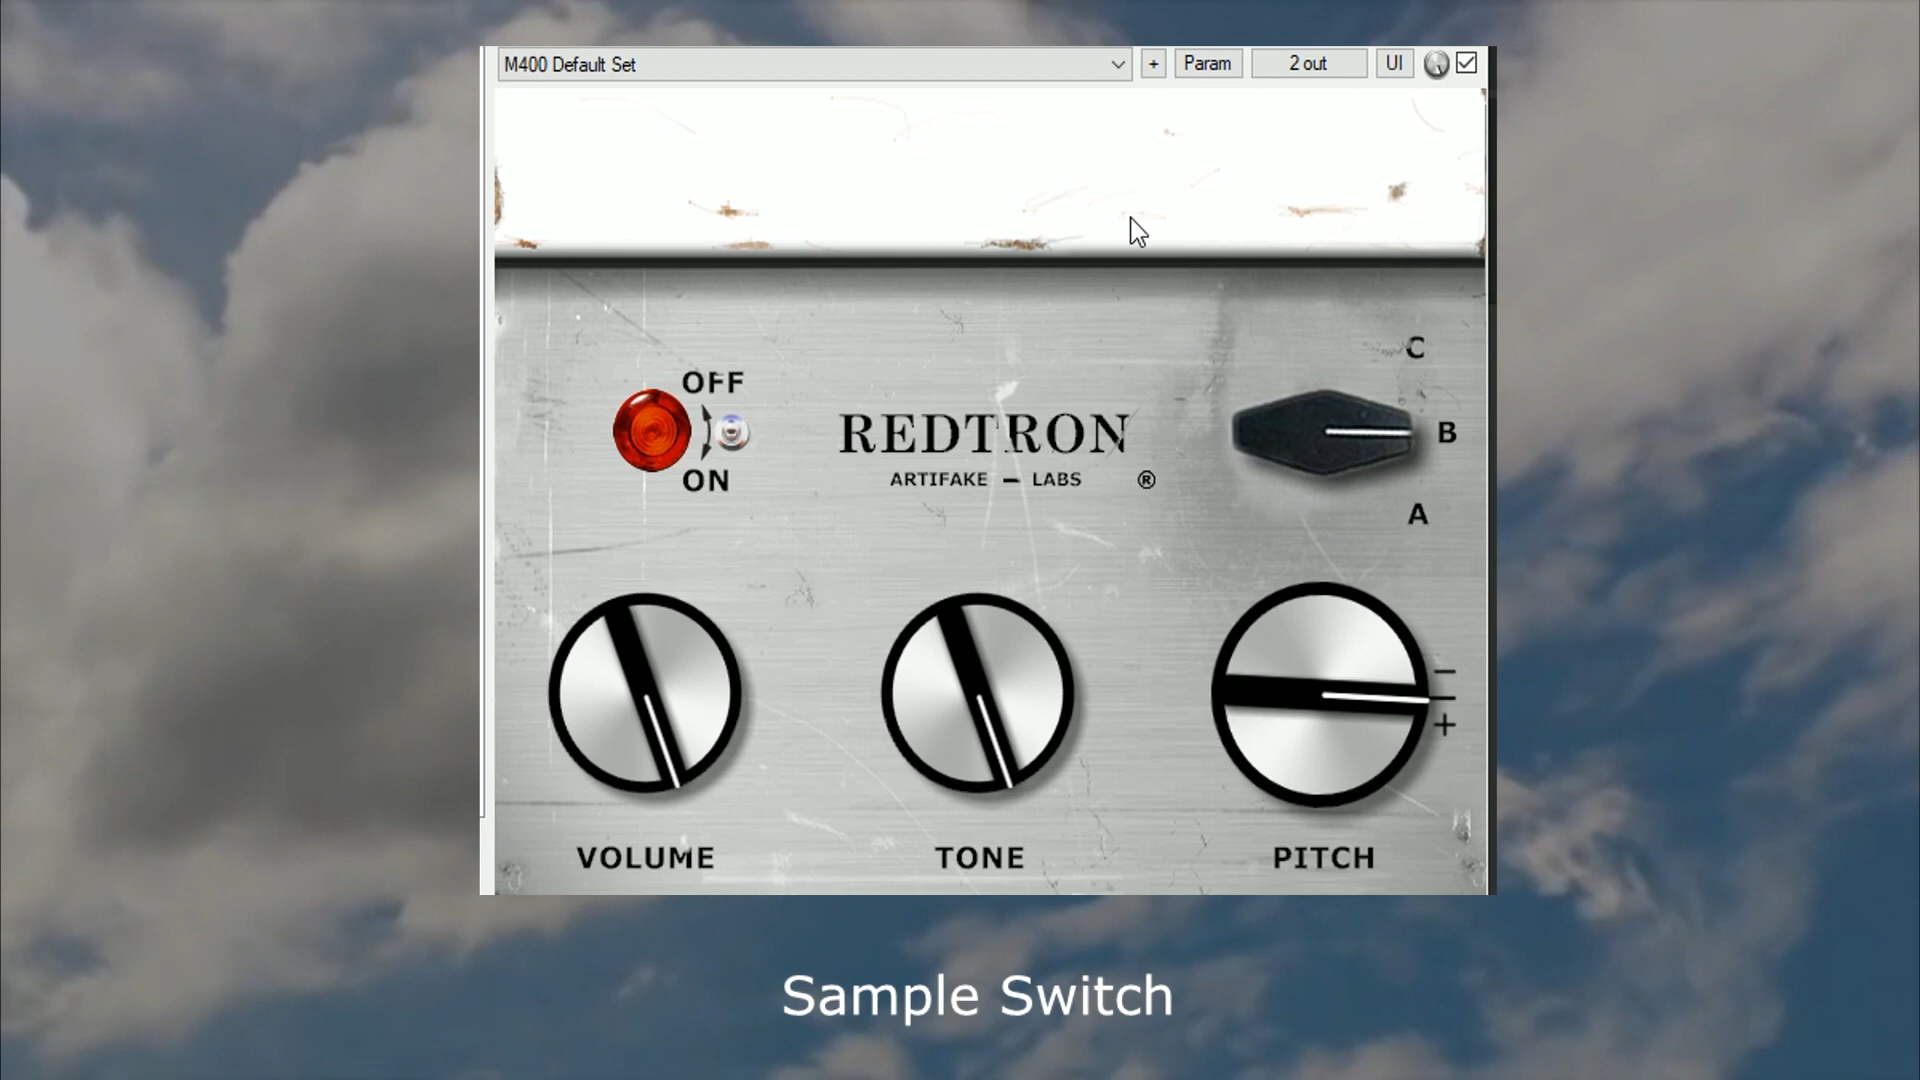 M400 Default Set + Param 2 out UI
OFF
ON
REDTRON
ARTIFAKE — LABS ®
C
B
A
−
+
VOLUME TONE PITCH
Sample Switch